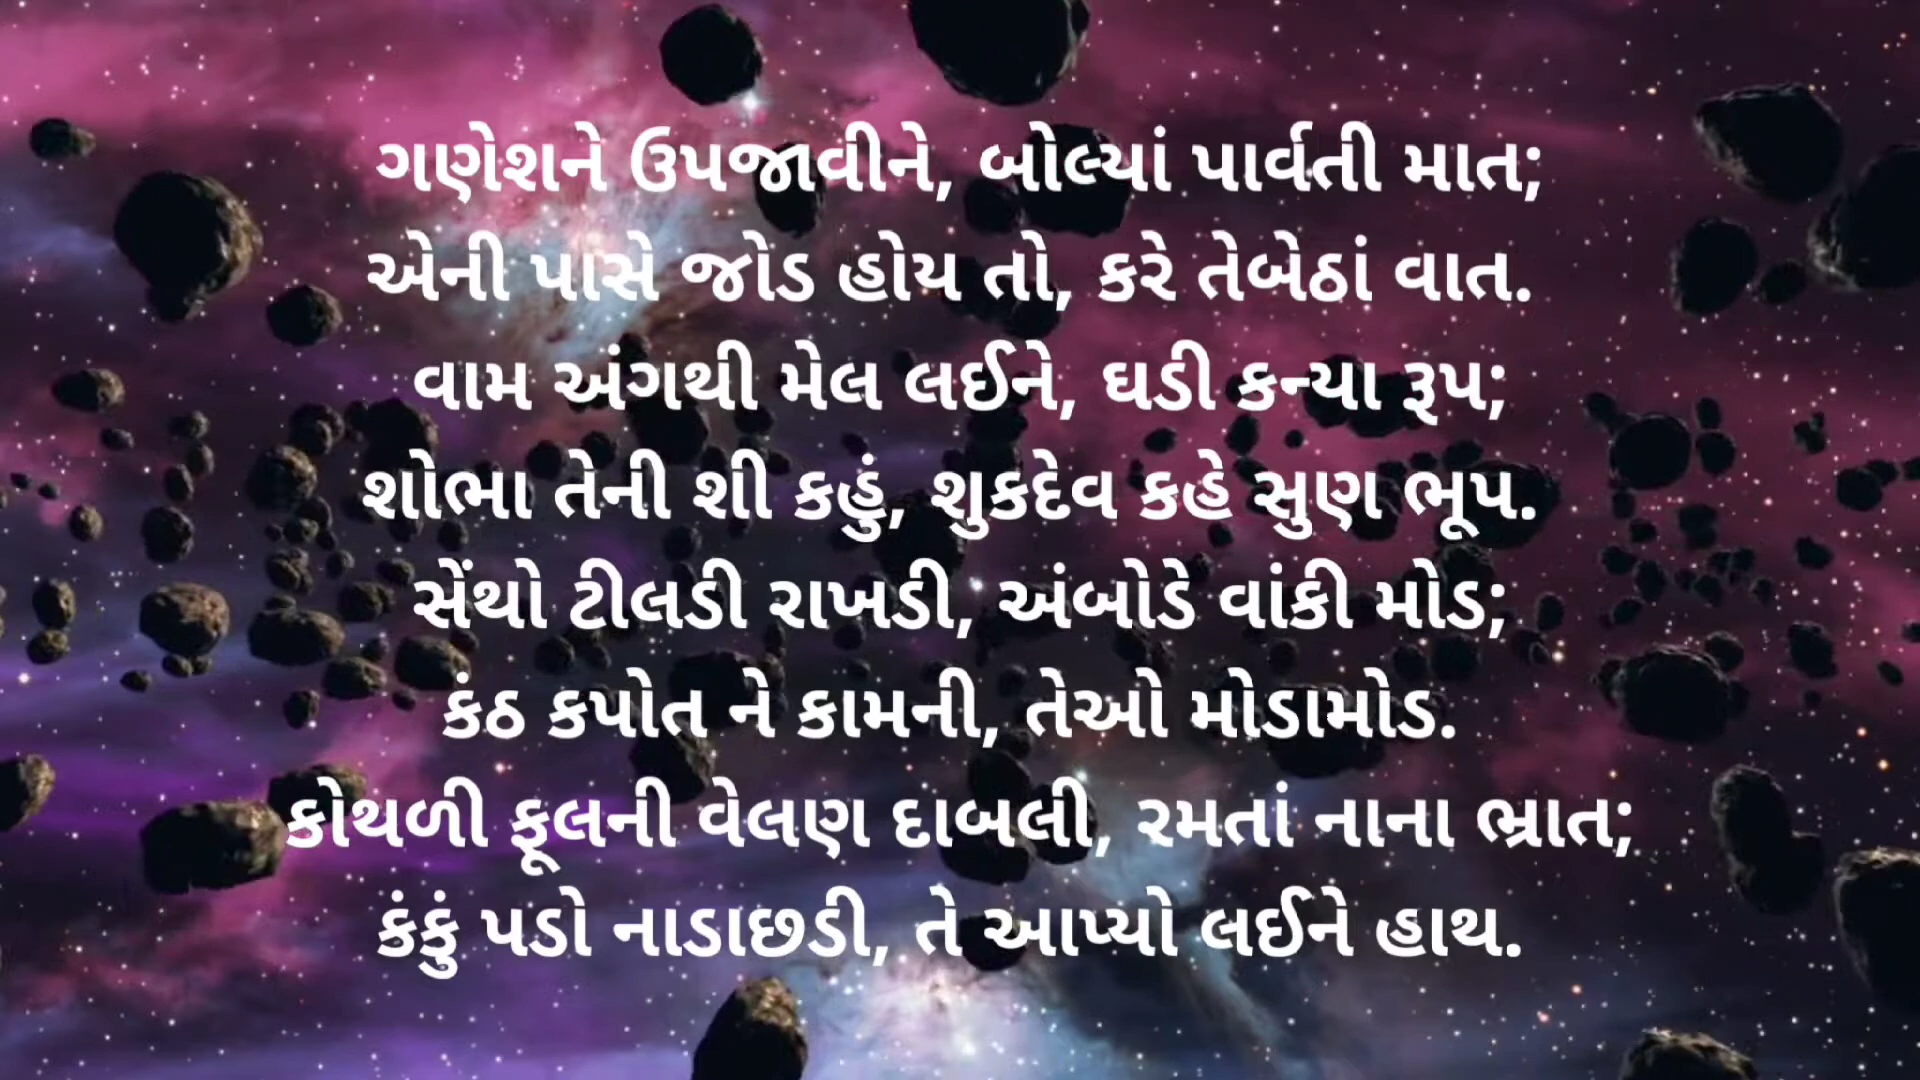 ગણેશને ઉપજાવીને, બોલ્યાં પાર્વતી માત;
એની પાસે જોડ હોય તો, કરે તેબેઠાં વાત.
વામ અંગથી મેલ લઈને, ઘડી કન્યા રૂપ;
શોભા તેની શી કહું, શુકદેવ કહે સુણ ભૂપ.
સેંથો ટીલડી રાખડી, અંબોડે વાંકી મોડ;
કંઠ કપોત ને કામની, તેઓ મોડામોડ.
કોથળી ફૂલની વેલણ દાબલી, રમતાં નાના ભ્રાત;
કંકું પડો નાડાછડી, તે આપ્યો લઈને હાથ.